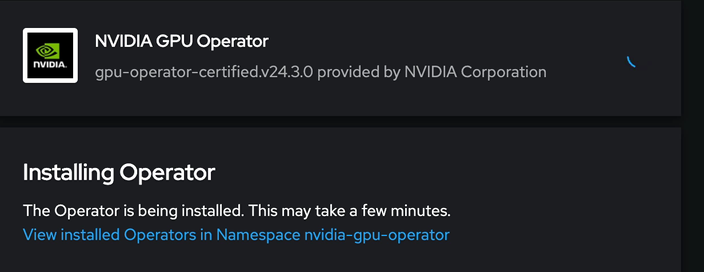 NVIDIA GPU Operator
NVIDIA.
gpu-operator-certified.v24.3.0 provided by NVIDIA Corporation
Installing Operator
The Operator is being installed. This may take a few minutes.
View installed Operators in Namespace nvidia-gpu-operator